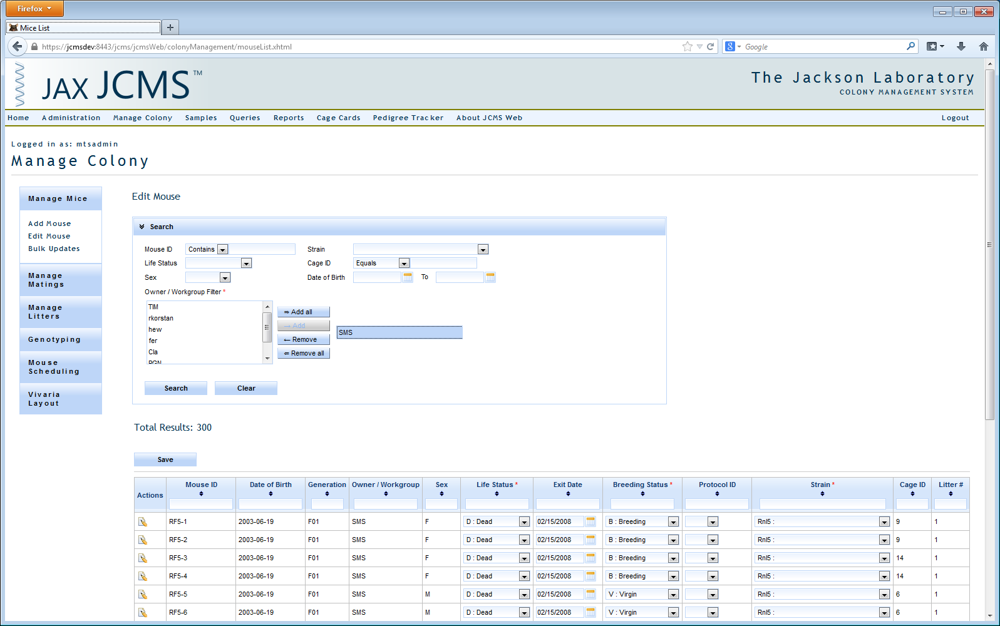 Firefox
Mice List
https://jcmsdev:8443/jcms/jcmsWeb/colonyManagement/mouseList.xhtml
Google
JAX JCMS™
The Jackson Laboratory
COLONY MANAGEMENT SYSTEM
Home Administration Manage Colony Samples Queries Reports Cage Cards Pedigree Tracker About JCMS Web Logout
Logged in as: mtsadmin
Manage Colony
Manage Mice
Add Mouse
Edit Mouse
Bulk Updates
Manage
Matings
Manage
Litters
Genotyping
Mouse
Scheduling
Vivaria
Layout
Edit Mouse
Search
Mouse ID Contains Strain
Life Status Cage ID Equals
Sex Date of Birth To
Owner / Workgroup Filter *
TIM
rkorstan
hew
fer
Cla
PGN
⇒ Add all
→ Add
← Remove
⇐ Remove all
SMS
Search Clear
Total Results: 300
Save
Actions Mouse ID Date of Birth Generation Owner / Workgroup Sex Life Status * Exit Date Breeding Status * Protocol ID Strain * Cage ID Litter #
RF5-1 2003-06-19 F01 SMS F D : Dead 02/15/2008 B : Breeding Rnl5 : 9 1
RF5-2 2003-06-19 F01 SMS F D : Dead 02/15/2008 B : Breeding Rnl5 : 9 1
RF5-3 2003-06-19 F01 SMS F D : Dead 02/15/2008 B : Breeding Rnl5 : 14 1
RF5-4 2003-06-19 F01 SMS F D : Dead 02/15/2008 B : Breeding Rnl5 : 14 1
RF5-5 2003-06-19 F01 SMS M D : Dead 02/15/2008 V : Virgin Rnl5 : 6 1
RF5-6 2003-06-19 F01 SMS M D : Dead 02/15/2008 V : Virgin Rnl5 : 6 1